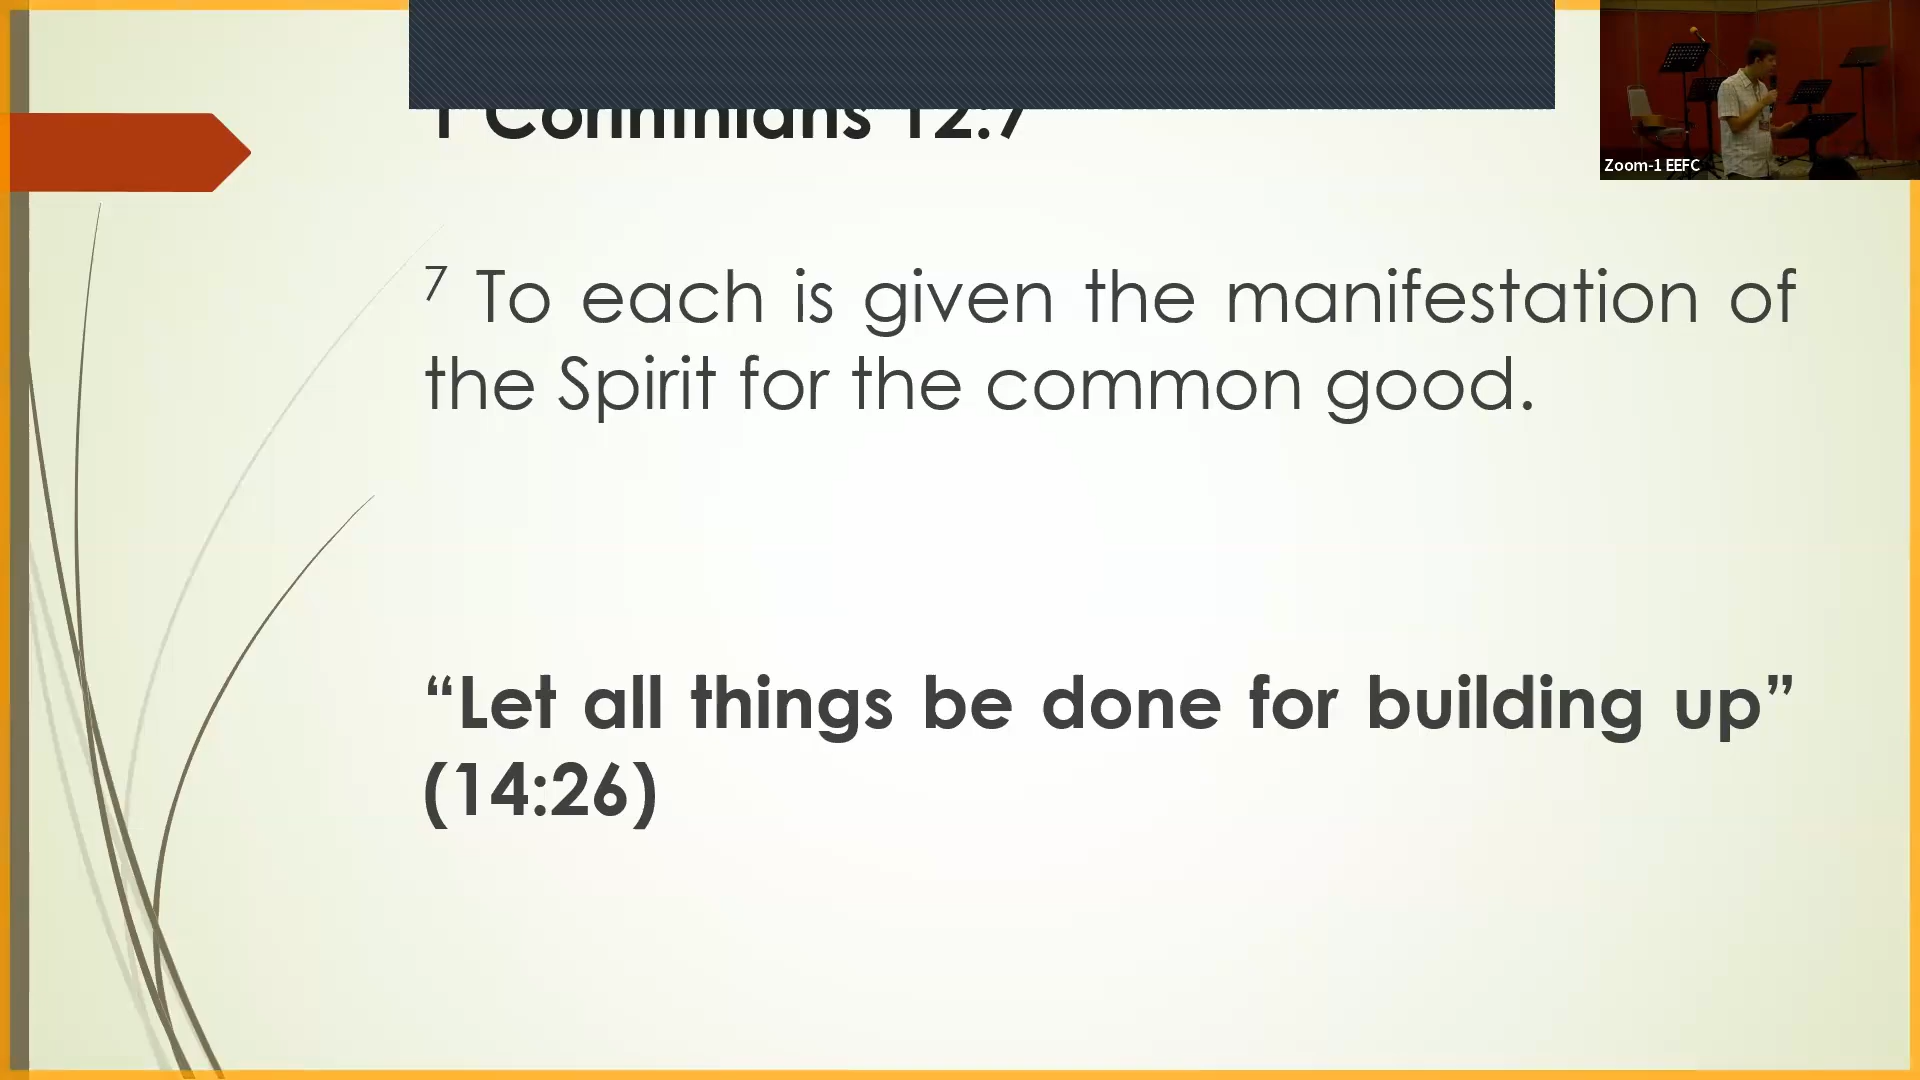 1 Corinthians 12:7
Zoom-1 EEFC
7 To each is given the manifestation of
the Spirit for the common good.
“Let all things be done for building up”
(14:26)